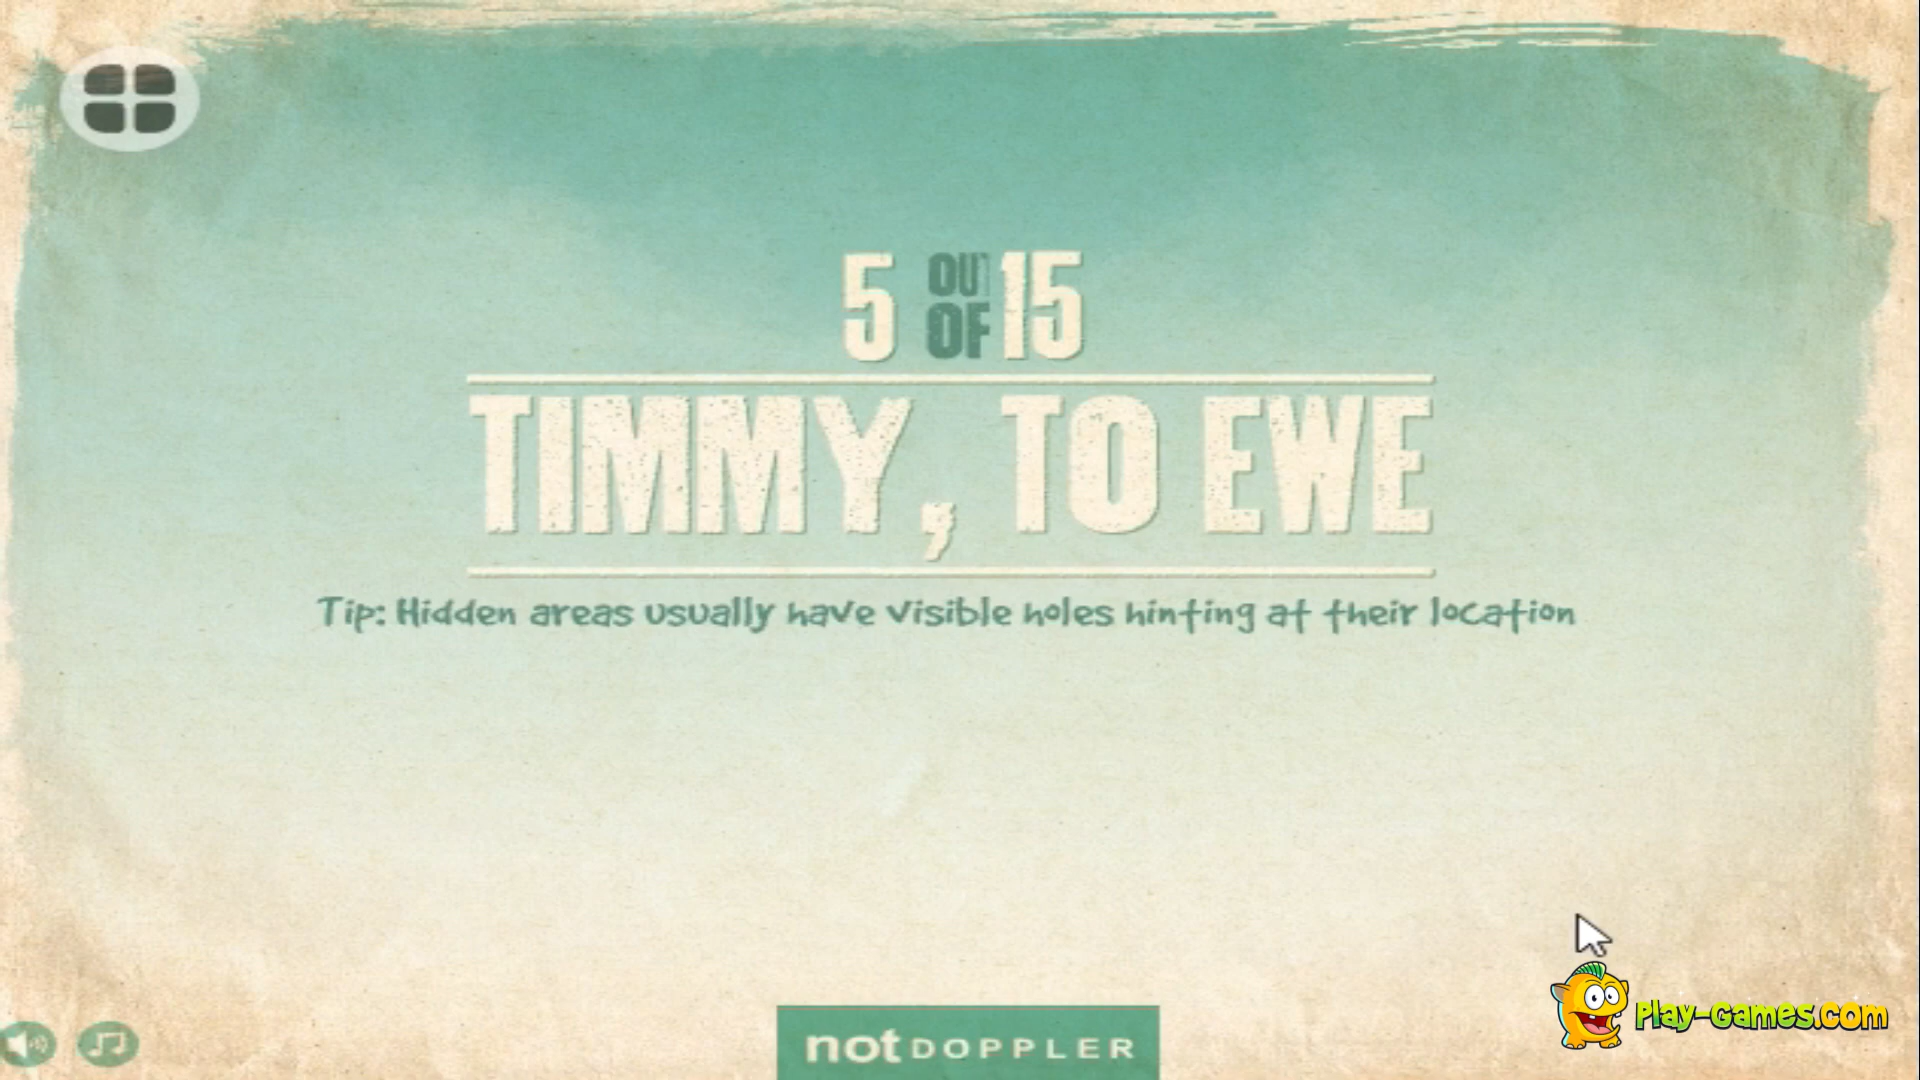 5 OUT OF 15
TIMMY, TO EWE
Tip: Hidden areas usually have visible holes hinting at their location
notDOPPLER
Play-Games.com